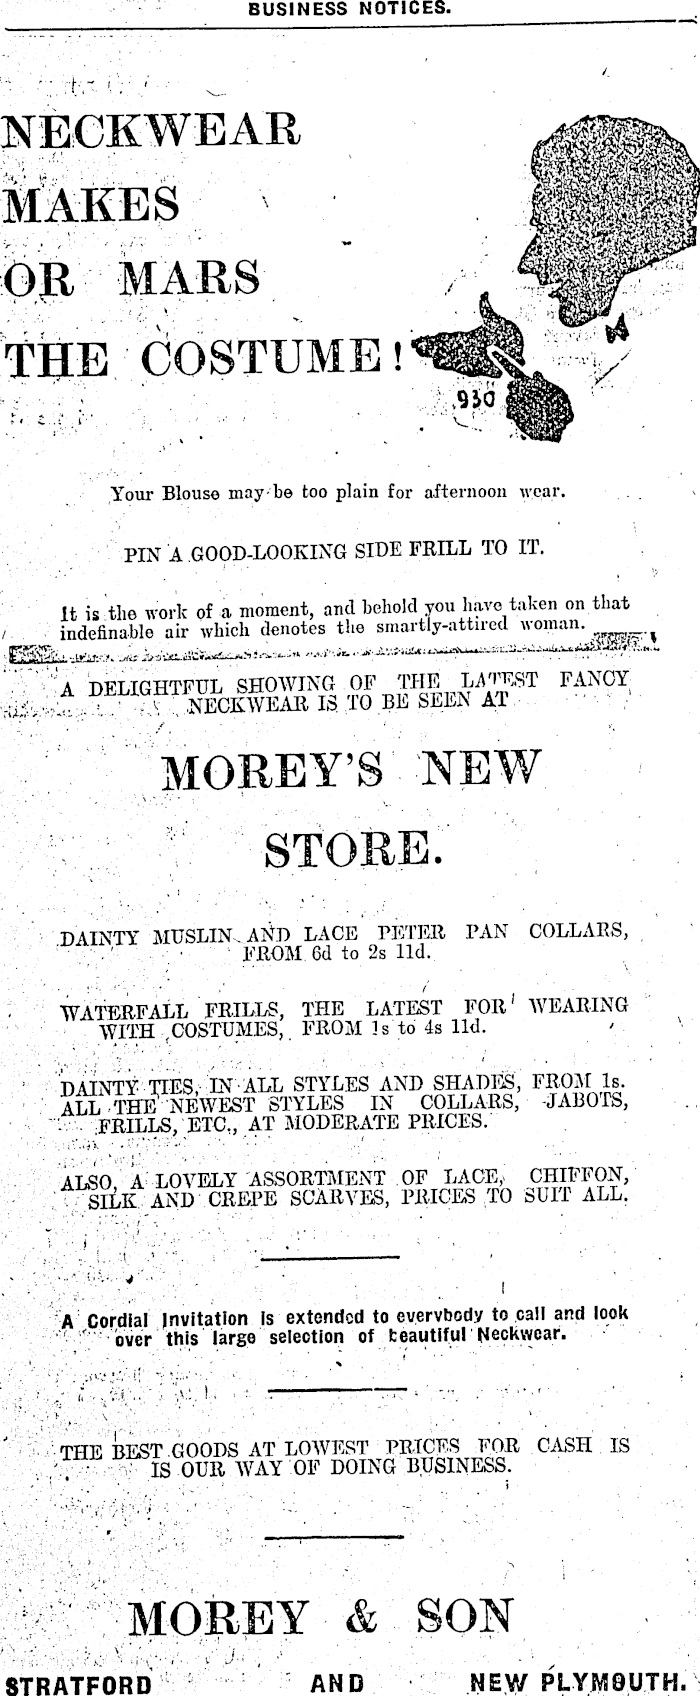 BUSINESS NOTICES.
NECKWEAR
MAKES
OR MARS
THE COSTUME!
930
Your Blouse may be too plain for afternoon wear.
PIN A GOOD-LOOKING SIDE FRILL TO IT.
It is the work of a moment, and behold you have taken on that
indefinable air which denotes the smartly-attired woman.
A DELIGHTFUL SHOWING OF THE LATEST FANCY
NECKWEAR IS TO BE SEEN AT
MOREY'S NEW
STORE.
DAINTY MUSLIN AND LACE PETER PAN COLLARS,
FROM 6d to 2s 11d.
WATERFALL FRILLS, THE LATEST FOR WEARING
WITH COSTUMES, FROM 1s to 4s 11d.
DAINTY TIES, IN ALL STYLES AND SHADES, FROM 1s.
ALL THE NEWEST STYLES IN COLLARS, JABOTS,
FRILLS, ETC., AT MODERATE PRICES.
ALSO, A LOVELY ASSORTMENT OF LACE, CHIFFON,
SILK AND CREPE SCARVES, PRICES TO SUIT ALL.
A Cordial Invitation is extended to everybody to call and look
over this large selection of beautiful Neckwear.
THE BEST GOODS AT LOWEST PRICES FOR CASH IS
IS OUR WAY OF DOING BUSINESS.
MOREY & SON
STRATFORD AND NEW PLYMOUTH.